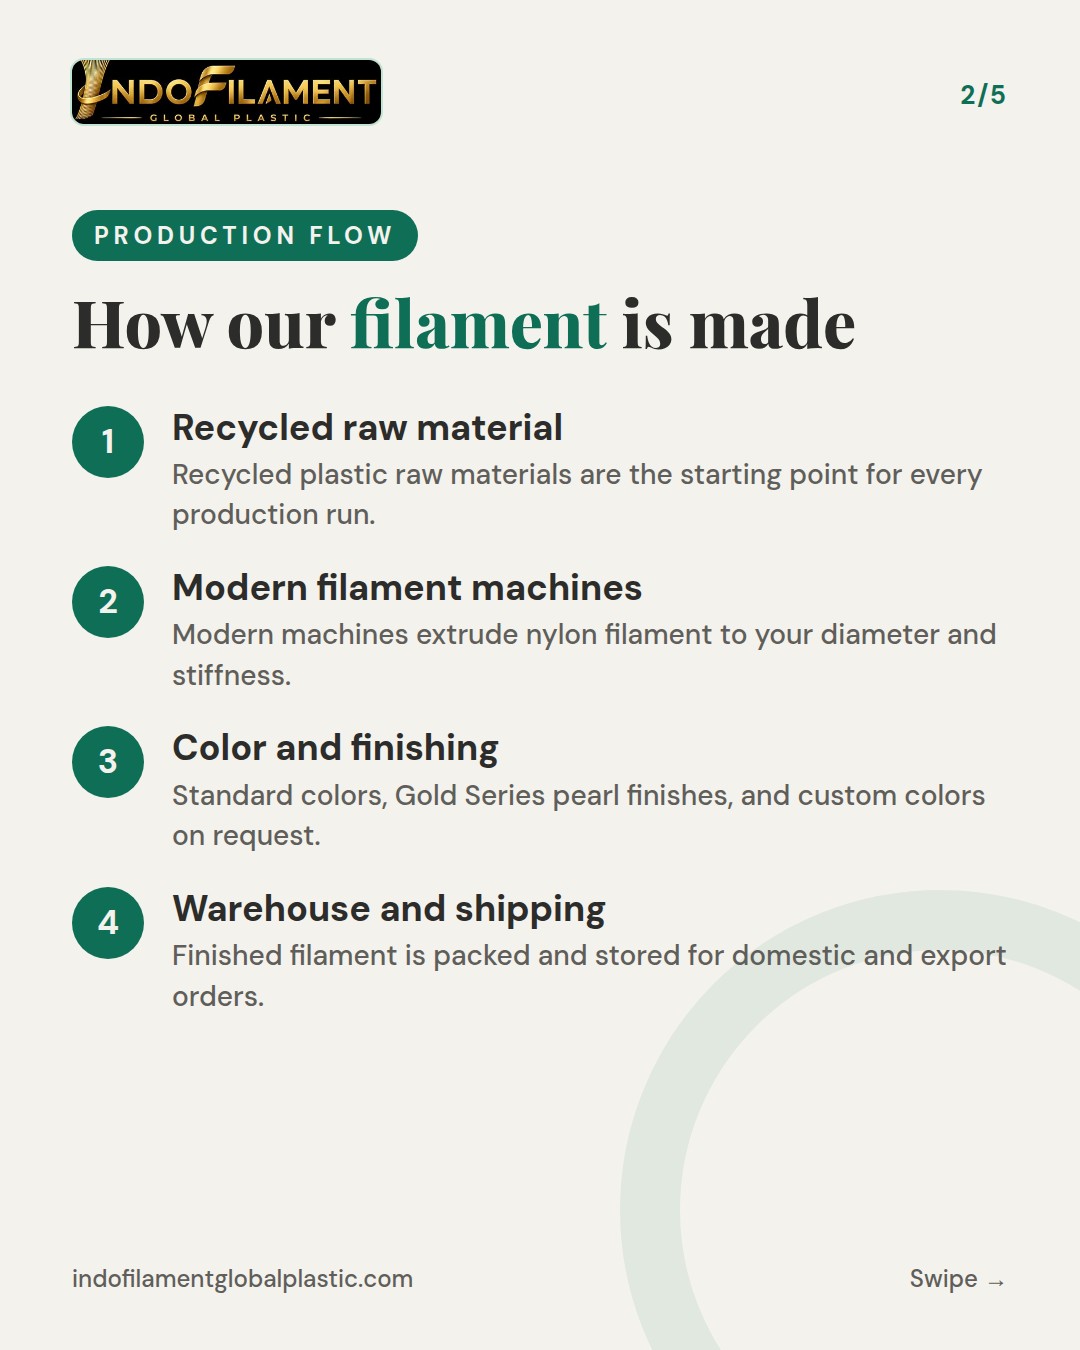 INDOFILAMENT
GLOBAL PLASTIC
2/5
PRODUCTION FLOW
How our filament is made
1
Recycled raw material
Recycled plastic raw materials are the starting point for every
production run.
2
Modern filament machines
Modern machines extrude nylon filament to your diameter and
stiffness.
3
Color and finishing
Standard colors, Gold Series pearl finishes, and custom colors
on request.
4
Warehouse and shipping
Finished filament is packed and stored for domestic and export
orders.
indofilamentglobalplastic.com
Swipe →